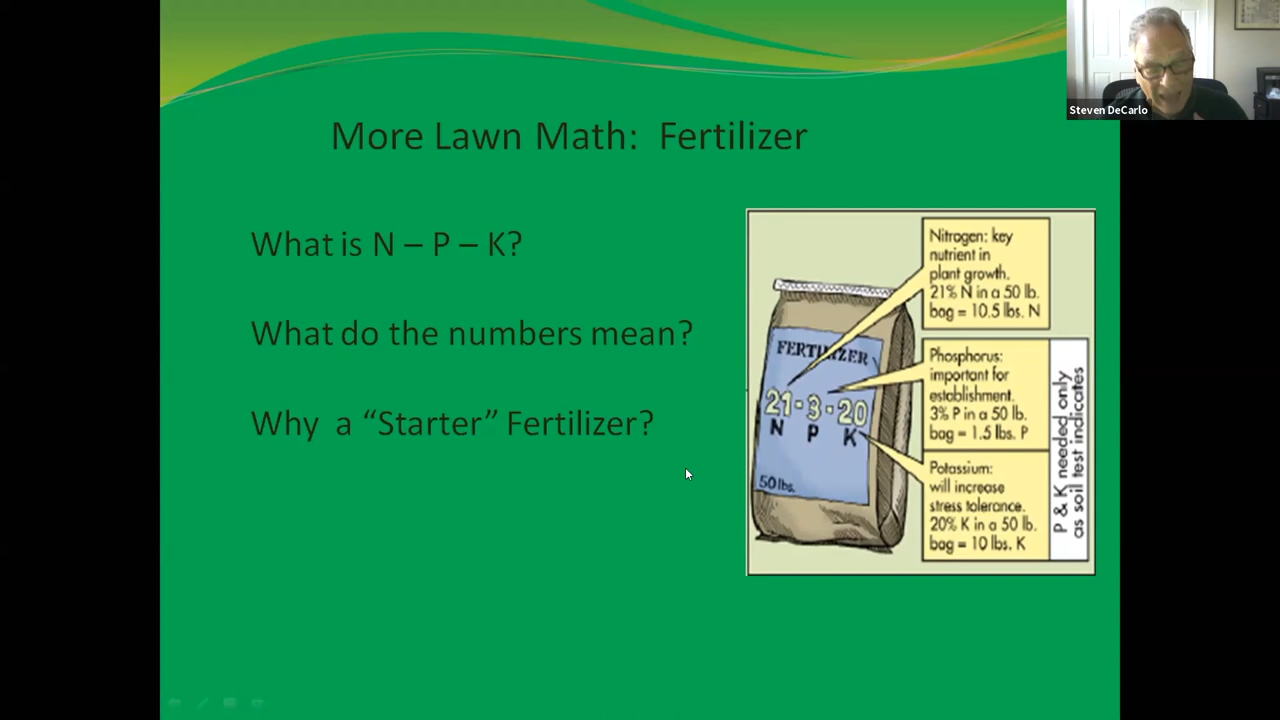 Steven DeCarlo
More Lawn Math: Fertilizer
What is N – P – K?
What do the numbers mean?
Why a “Starter” Fertilizer?
FERTILIZER
21-3-20
N P K
50 lbs.
Nitrogen: key
nutrient in
plant growth.
21% N in a 50 lb.
bag = 10.5 lbs. N
Phosphorus:
important for
establishment.
3% P in a 50 lb.
bag = 1.5 lbs. P
Potassium:
will increase
stress tolerance.
20% K in a 50 lb.
bag = 10 lbs. K
P & K needed only
as soil test indicates